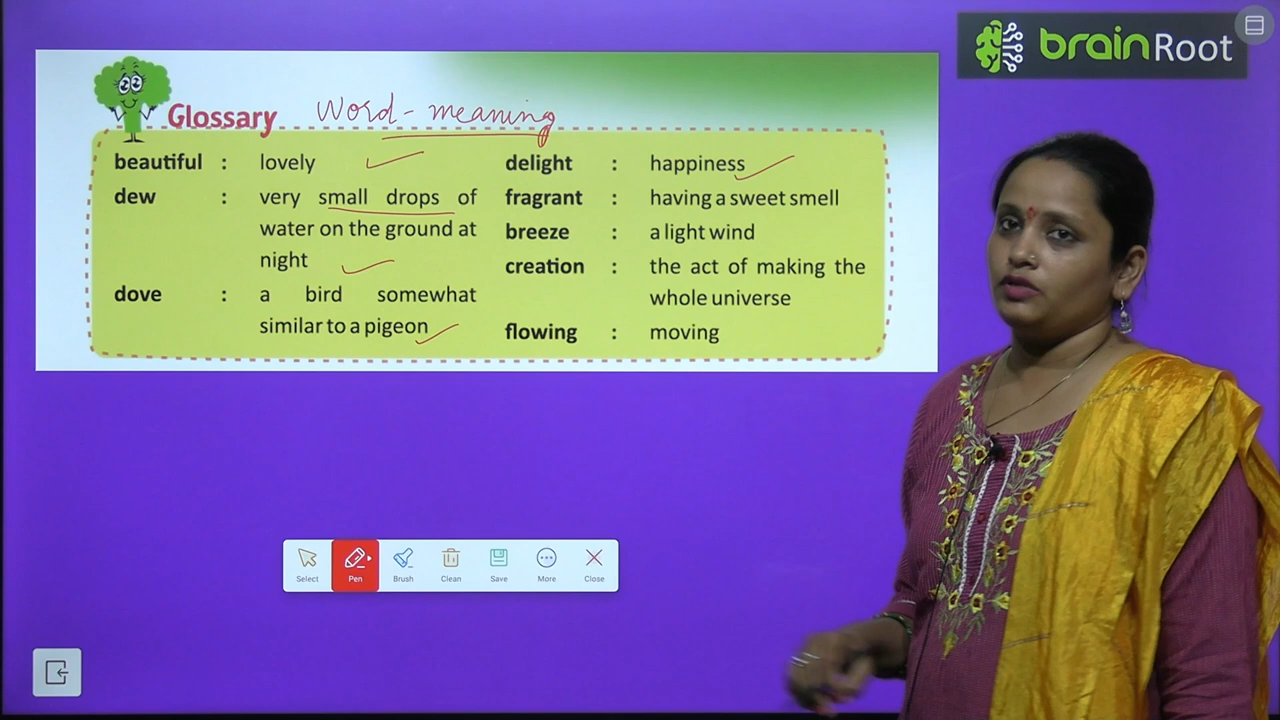 brainRoot
Glossary Word-meaning
beautiful : lovely
dew : very small drops of
water on the ground at
night
dove : a bird somewhat
similar to a pigeon
delight : happiness
fragrant : having a sweet smell
breeze : a light wind
creation : the act of making the
whole universe
flowing : moving
Select Pen Brush Clean Save More Close